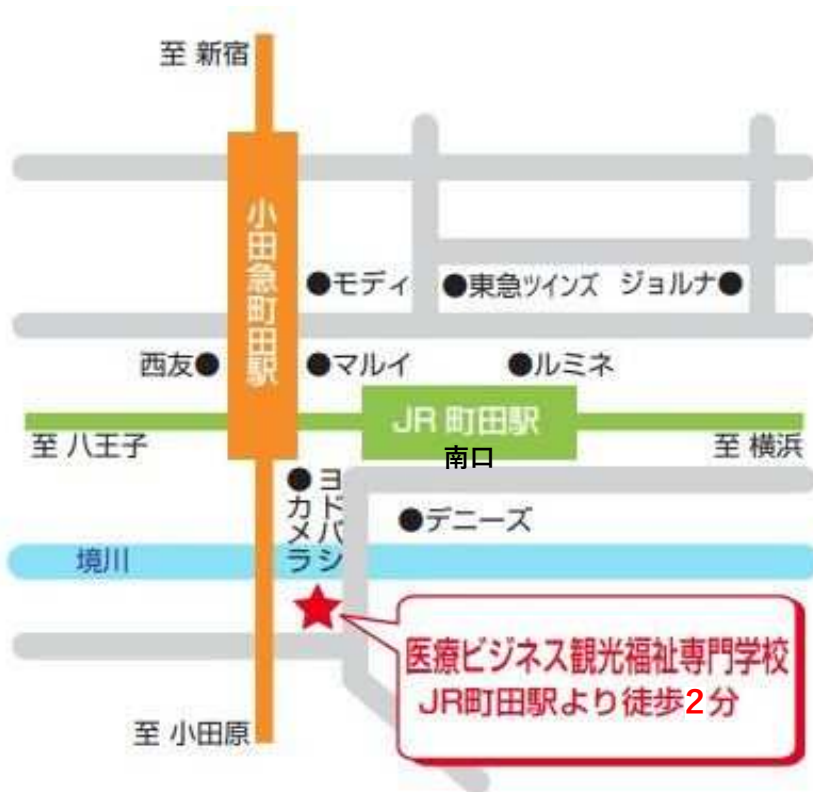 至 新宿
小田急町田駅
●モディ
●東急ツインズ
ジョルナ●
西友●
●マルイ
●ルミネ
JR 町田駅
南口
至 八王子
至 横浜
●ヨドバシ
カメラ
●デニーズ
境川
医療ビジネス観光福祉専門学校
JR町田駅より徒歩2分
至 小田原